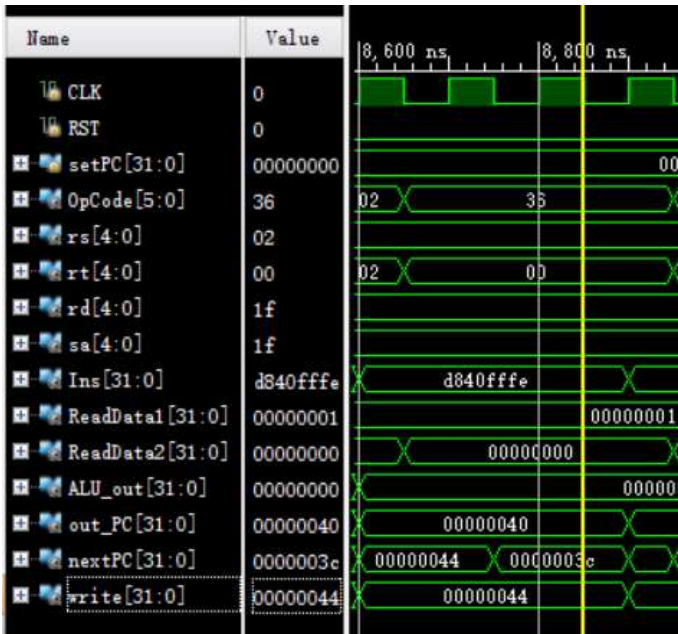 Name Value 8,600 ns 8,800 ns
CLK 0
RST 0
setPC[31:0] 00000000 00
OpCode[5:0] 36 02 36
rs[4:0] 02
rt[4:0] 00 02 00
rd[4:0] 1f
sa[4:0] 1f
Ins[31:0] d840fffe d840fffe
ReadData1[31:0] 00000001 00000001
ReadData2[31:0] 00000000 00000000
ALU_out[31:0] 00000000 00000
out_PC[31:0] 00000040 00000040
nextPC[31:0] 0000003c 00000044 0000003c
write[31:0] 00000044 00000044